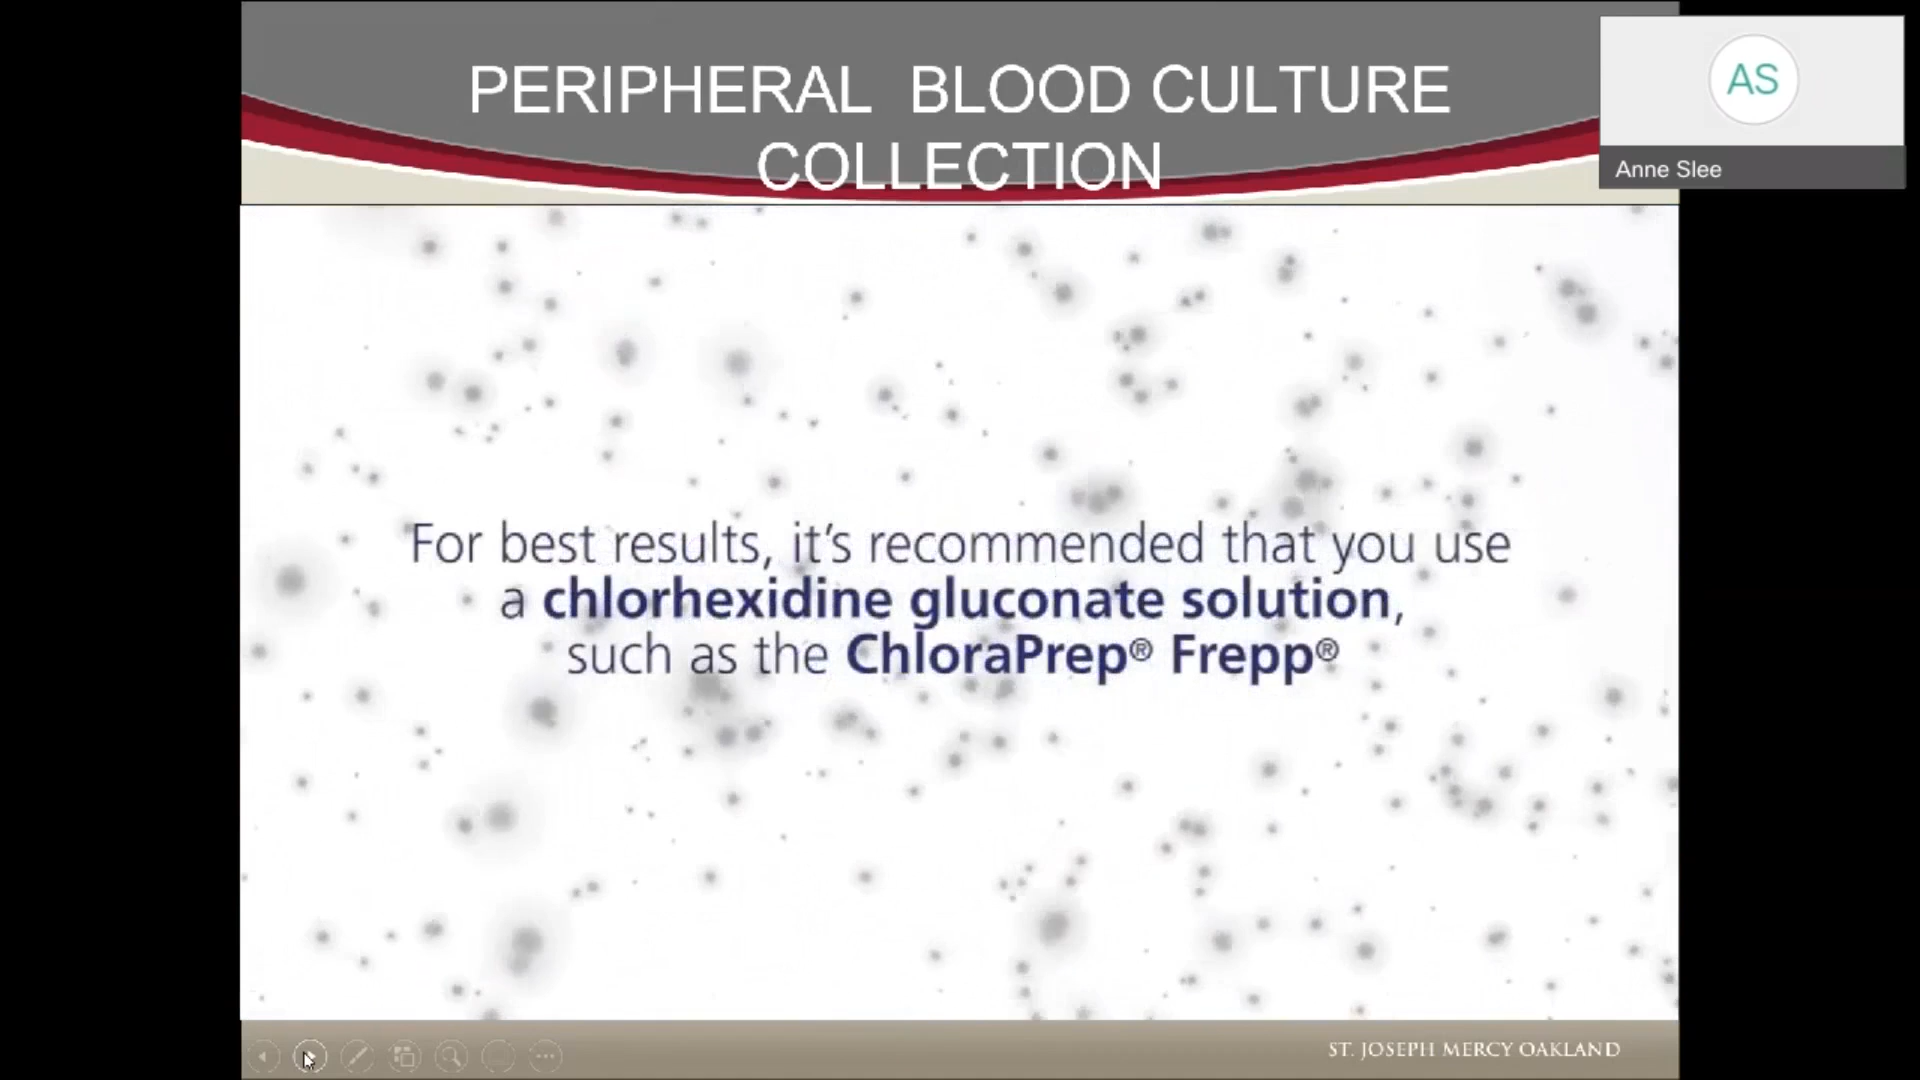 PERIPHERAL BLOOD CULTURE
COLLECTION
AS
Anne Slee
For best results, it's recommended that you use
a chlorhexidine gluconate solution,
such as the ChloraPrep® Frepp®
ST. JOSEPH MERCY OAKLAND